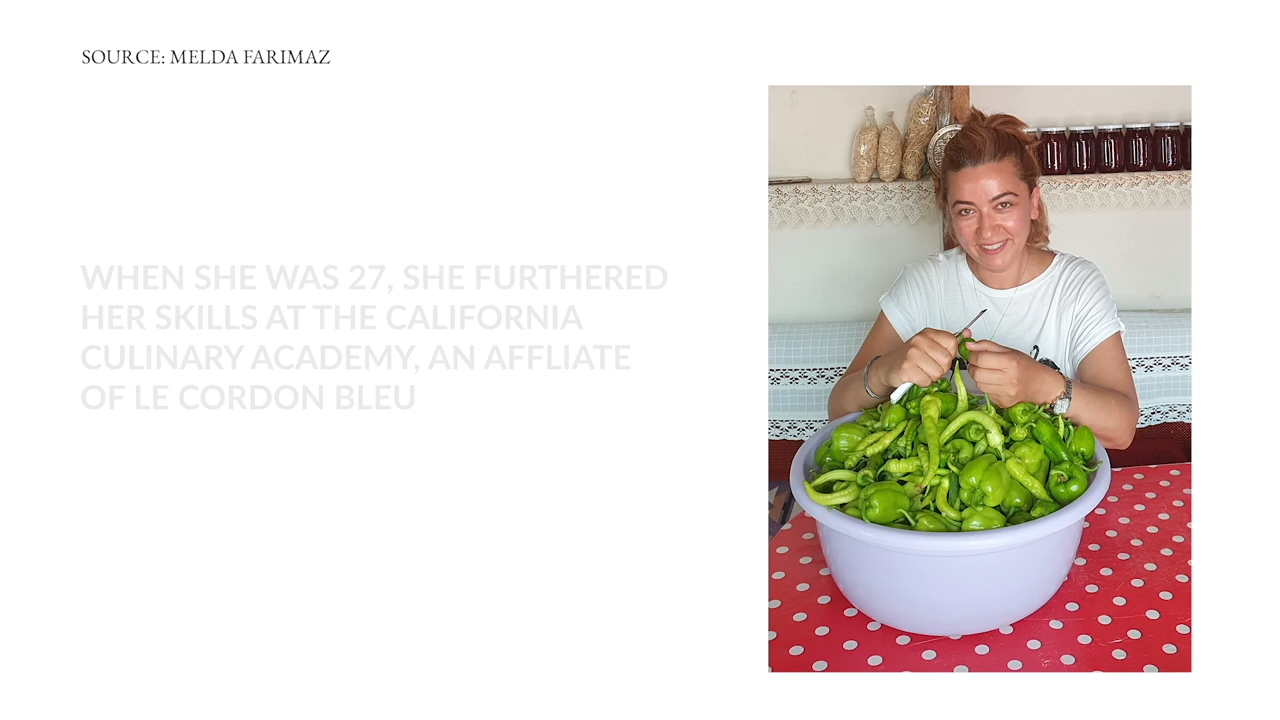 SOURCE: MELDA FARIMAZ
WHEN SHE WAS 27, SHE FURTHERED
HER SKILLS AT THE CALIFORNIA
CULINARY ACADEMY, AN AFFLIATE
OF LE CORDON BLEU